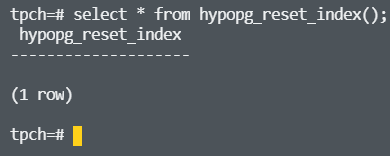 tpch=# select * from hypopg_reset_index();
 hypopg_reset_index
--------------------
(1 row)
tpch=#